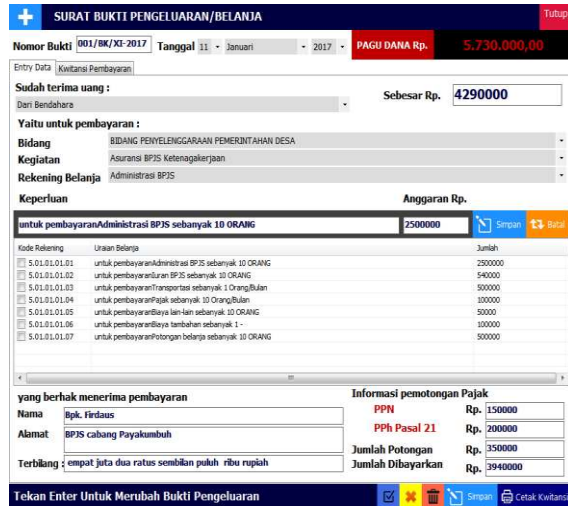 SURAT BUKTI PENGELUARAN/BELANJA
Tutup
Nomor Bukti 001/BK/XI-2017 Tanggal 11 - Januari - 2017 - PAGU DANA Rp. 5.730.000,00
Entry Data Kwitansi Pembayaran
Sudah terima uang :
Dari Bendahara
Sebesar Rp. 4290000
Yaitu untuk pembayaran :
Bidang BIDANG PENYELENGGARAAN PEMERINTAHAN DESA
Kegiatan Asuransi BPJS Ketenagakerjaan
Rekening Belanja Administrasi BPJS
Keperluan Anggaran Rp.
untuk pembayaranAdministrasi BPJS sebanyak 10 ORANG 2500000 Simpan Batal
Kode Rekening Uraian Belanja Jumlah
5.01.01.01.01 untuk pembayaranAdministrasi BPJS sebanyak 10 ORANG 2500000
5.01.01.01.02 untuk pembayaranIuran BPJS sebanyak 10 ORANG 540000
5.01.01.01.03 untuk pembayaranTransportasi sebanyak 1 Orang/Bulan 500000
5.01.01.01.04 untuk pembayaranPajak sebanyak 10 Orang/Bulan 100000
5.01.01.01.05 untuk pembayaranBiaya lain-lain sebanyak 10 ORANG 50000
5.01.01.01.06 untuk pembayaranBiaya tambahan sebanyak 1 - 100000
5.01.01.01.07 untuk pembayaranPotongan belanja sebanyak 10 ORANG 500000
yang berhak menerima pembayaran
Nama Bpk. Firdaus
Alamat BPJS cabang Payakumbuh
Terbilang : empat juta dua ratus sembilan puluh ribu rupiah
Informasi pemotongan Pajak
PPN Rp. 150000
PPh Pasal 21 Rp. 200000
Jumlah Potongan Rp. 350000
Jumlah Dibayarkan Rp. 3940000
Tekan Enter Untuk Merubah Bukti Pengeluaran Simpan Cetak Kwitansi